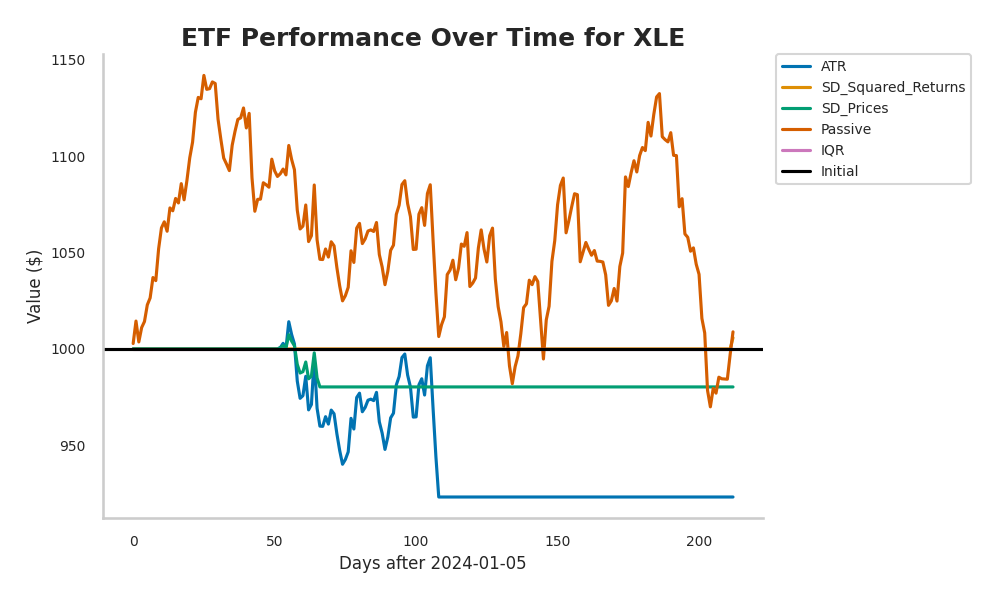 ETF Performance Over Time for XLE
1150
1100
1050
1000
950
Value ($)
0 50 100 150 200
Days after 2024-01-05
ATR
SD_Squared_Returns
SD_Prices
Passive
IQR
Initial